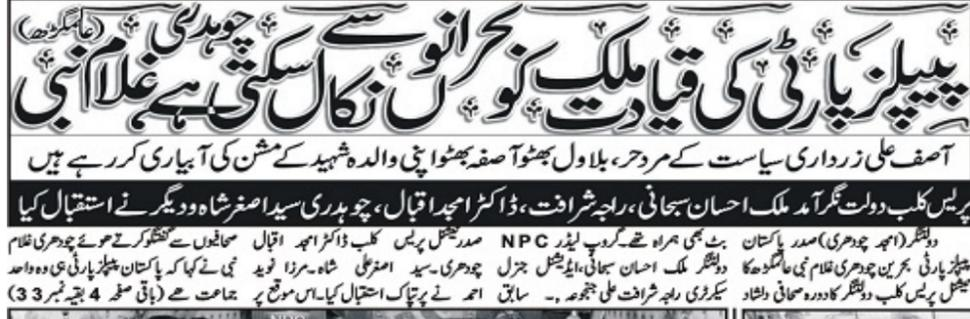 پیپلز پارٹی کی قیادت ملک کو بحرانوں سے نکال سکتی ہے چوہدری غلام نبی (عالمگڑھ)
آصف علی زرداری سیاست کے مرد حر، بلاول بھٹو آصفہ بھٹو اپنی والدہ شہید کے مشن کی آبیاری کر رہے ہیں
پریس کلب دولت نگر آمد ملک احسان سبحانی، راجہ شرافت، ڈاکٹر امجد اقبال، چوہدری سید اصغر شاہ و دیگر نے استقبال کیا
دولتنگر (امجد چودھری) صدر پاکستان
پیپلز پارٹی بحرین چودھری غلام نبی عالمگڑھ کا
نیشنل پریس کلب دولتنگر کا دورہ صحافی دلشاد
بٹ بھی ہمراہ تھے۔ گروپ لیڈر NPC
دولتنگر ملک احسان سبحانی، ایڈیشنل جنرل
سیکرٹری راجہ شرافت علی جنجوعہ، سابق
صدر نیشنل پریس کلب ڈاکٹر امجد اقبال
چودھری۔ سید اصغر علی شاہ۔ مرزا نوید
احمد نے پرتپاک استقبال کیا۔ اس موقع پر
صحافیوں سے گفتگو کرتے ہوئے چودھری غلام
نبی نے کہا کہ پاکستان پیپلز پارٹی ہی وہ واحد
جماعت ھے (باقی صفحہ 4 بقیہ نمبر 33)